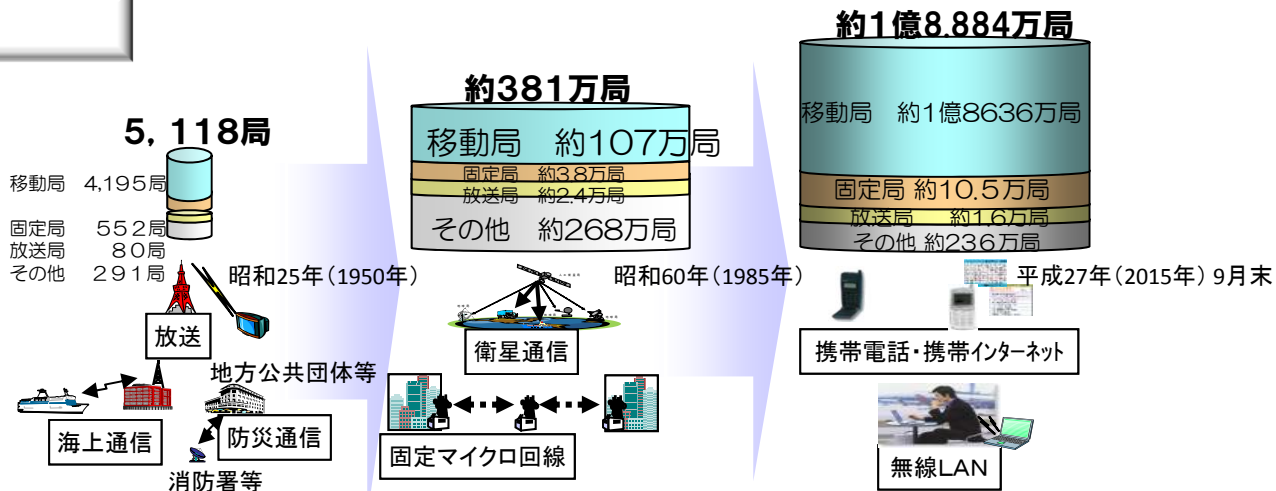 5,118局
移動局 4,195局
固定局 552局
放送局 80局
その他 291局
昭和25年(1950年)
放送
地方公共団体等
海上通信
防災通信
消防署等
約381万局
移動局 約107万局
固定局 約3.8万局
放送局 約2.4万局
その他 約268万局
昭和60年(1985年)
衛星通信
固定マイクロ回線
約1億8,884万局
移動局 約1億8636万局
固定局 約10.5万局
放送局 約1.6万局
その他 約236万局
平成27年(2015年) 9月末
携帯電話・携帯インターネット
無線LAN